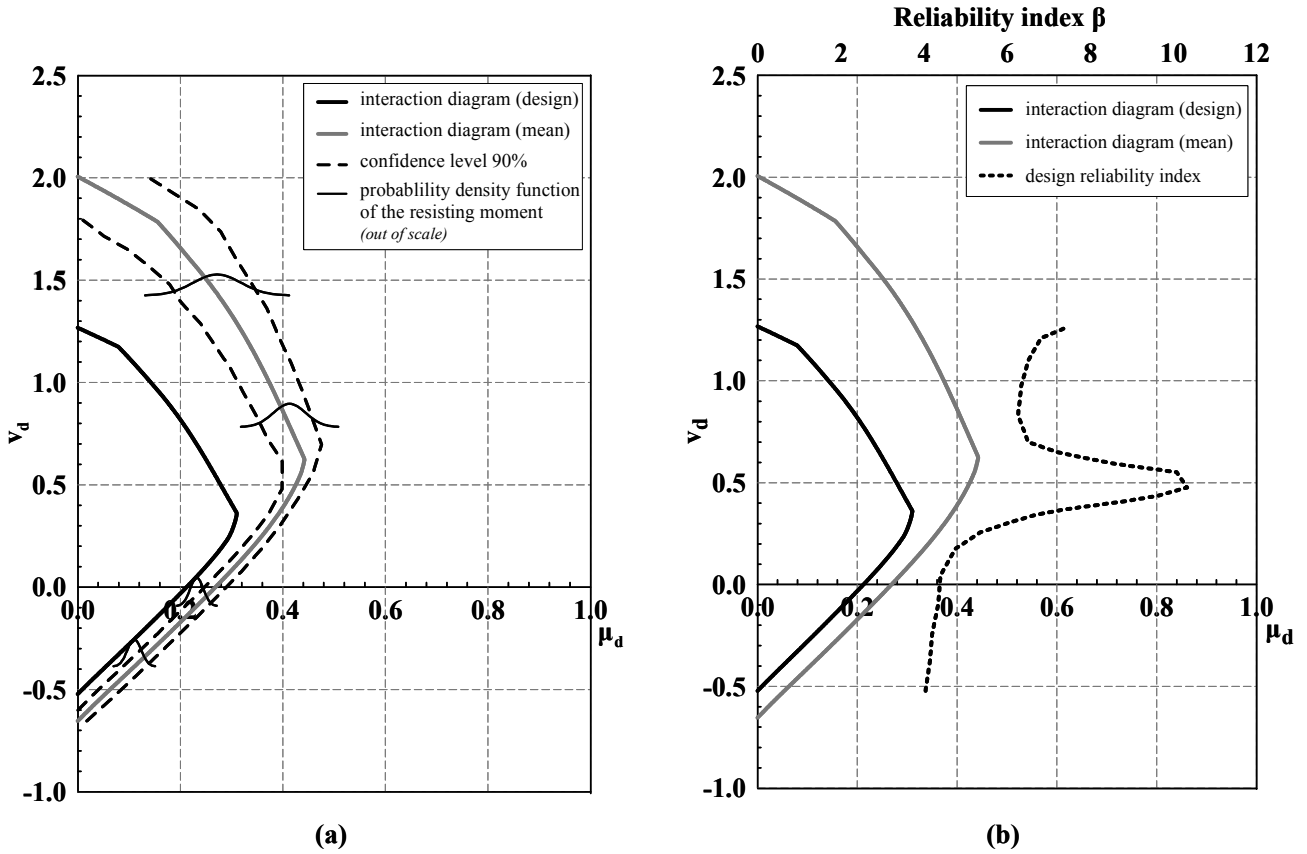 Reliability index β
0 2 4 6 8 10 12
2.5
2.0
1.5
1.0
0.5
0.0
-0.5
-1.0
ν_d
0.0 0.2 0.4 0.6 0.8 1.0
μ_d
interaction diagram (design)
interaction diagram (mean)
confidence level 90%
probablility density function
of the resisting moment
(out of scale)
(a)
2.5
2.0
1.5
1.0
0.5
0.0
-0.5
-1.0
ν_d
0.0 0.2 0.4 0.6 0.8 1.0
μ_d
interaction diagram (design)
interaction diagram (mean)
design reliability index
(b)